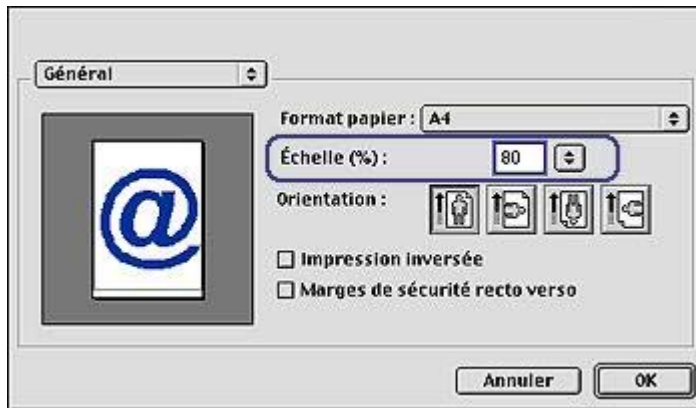 Général
Format papier : A4
Échelle (%) : 80
@
Orientation :
Impression inversée
Marges de sécurité recto verso
Annuler OK